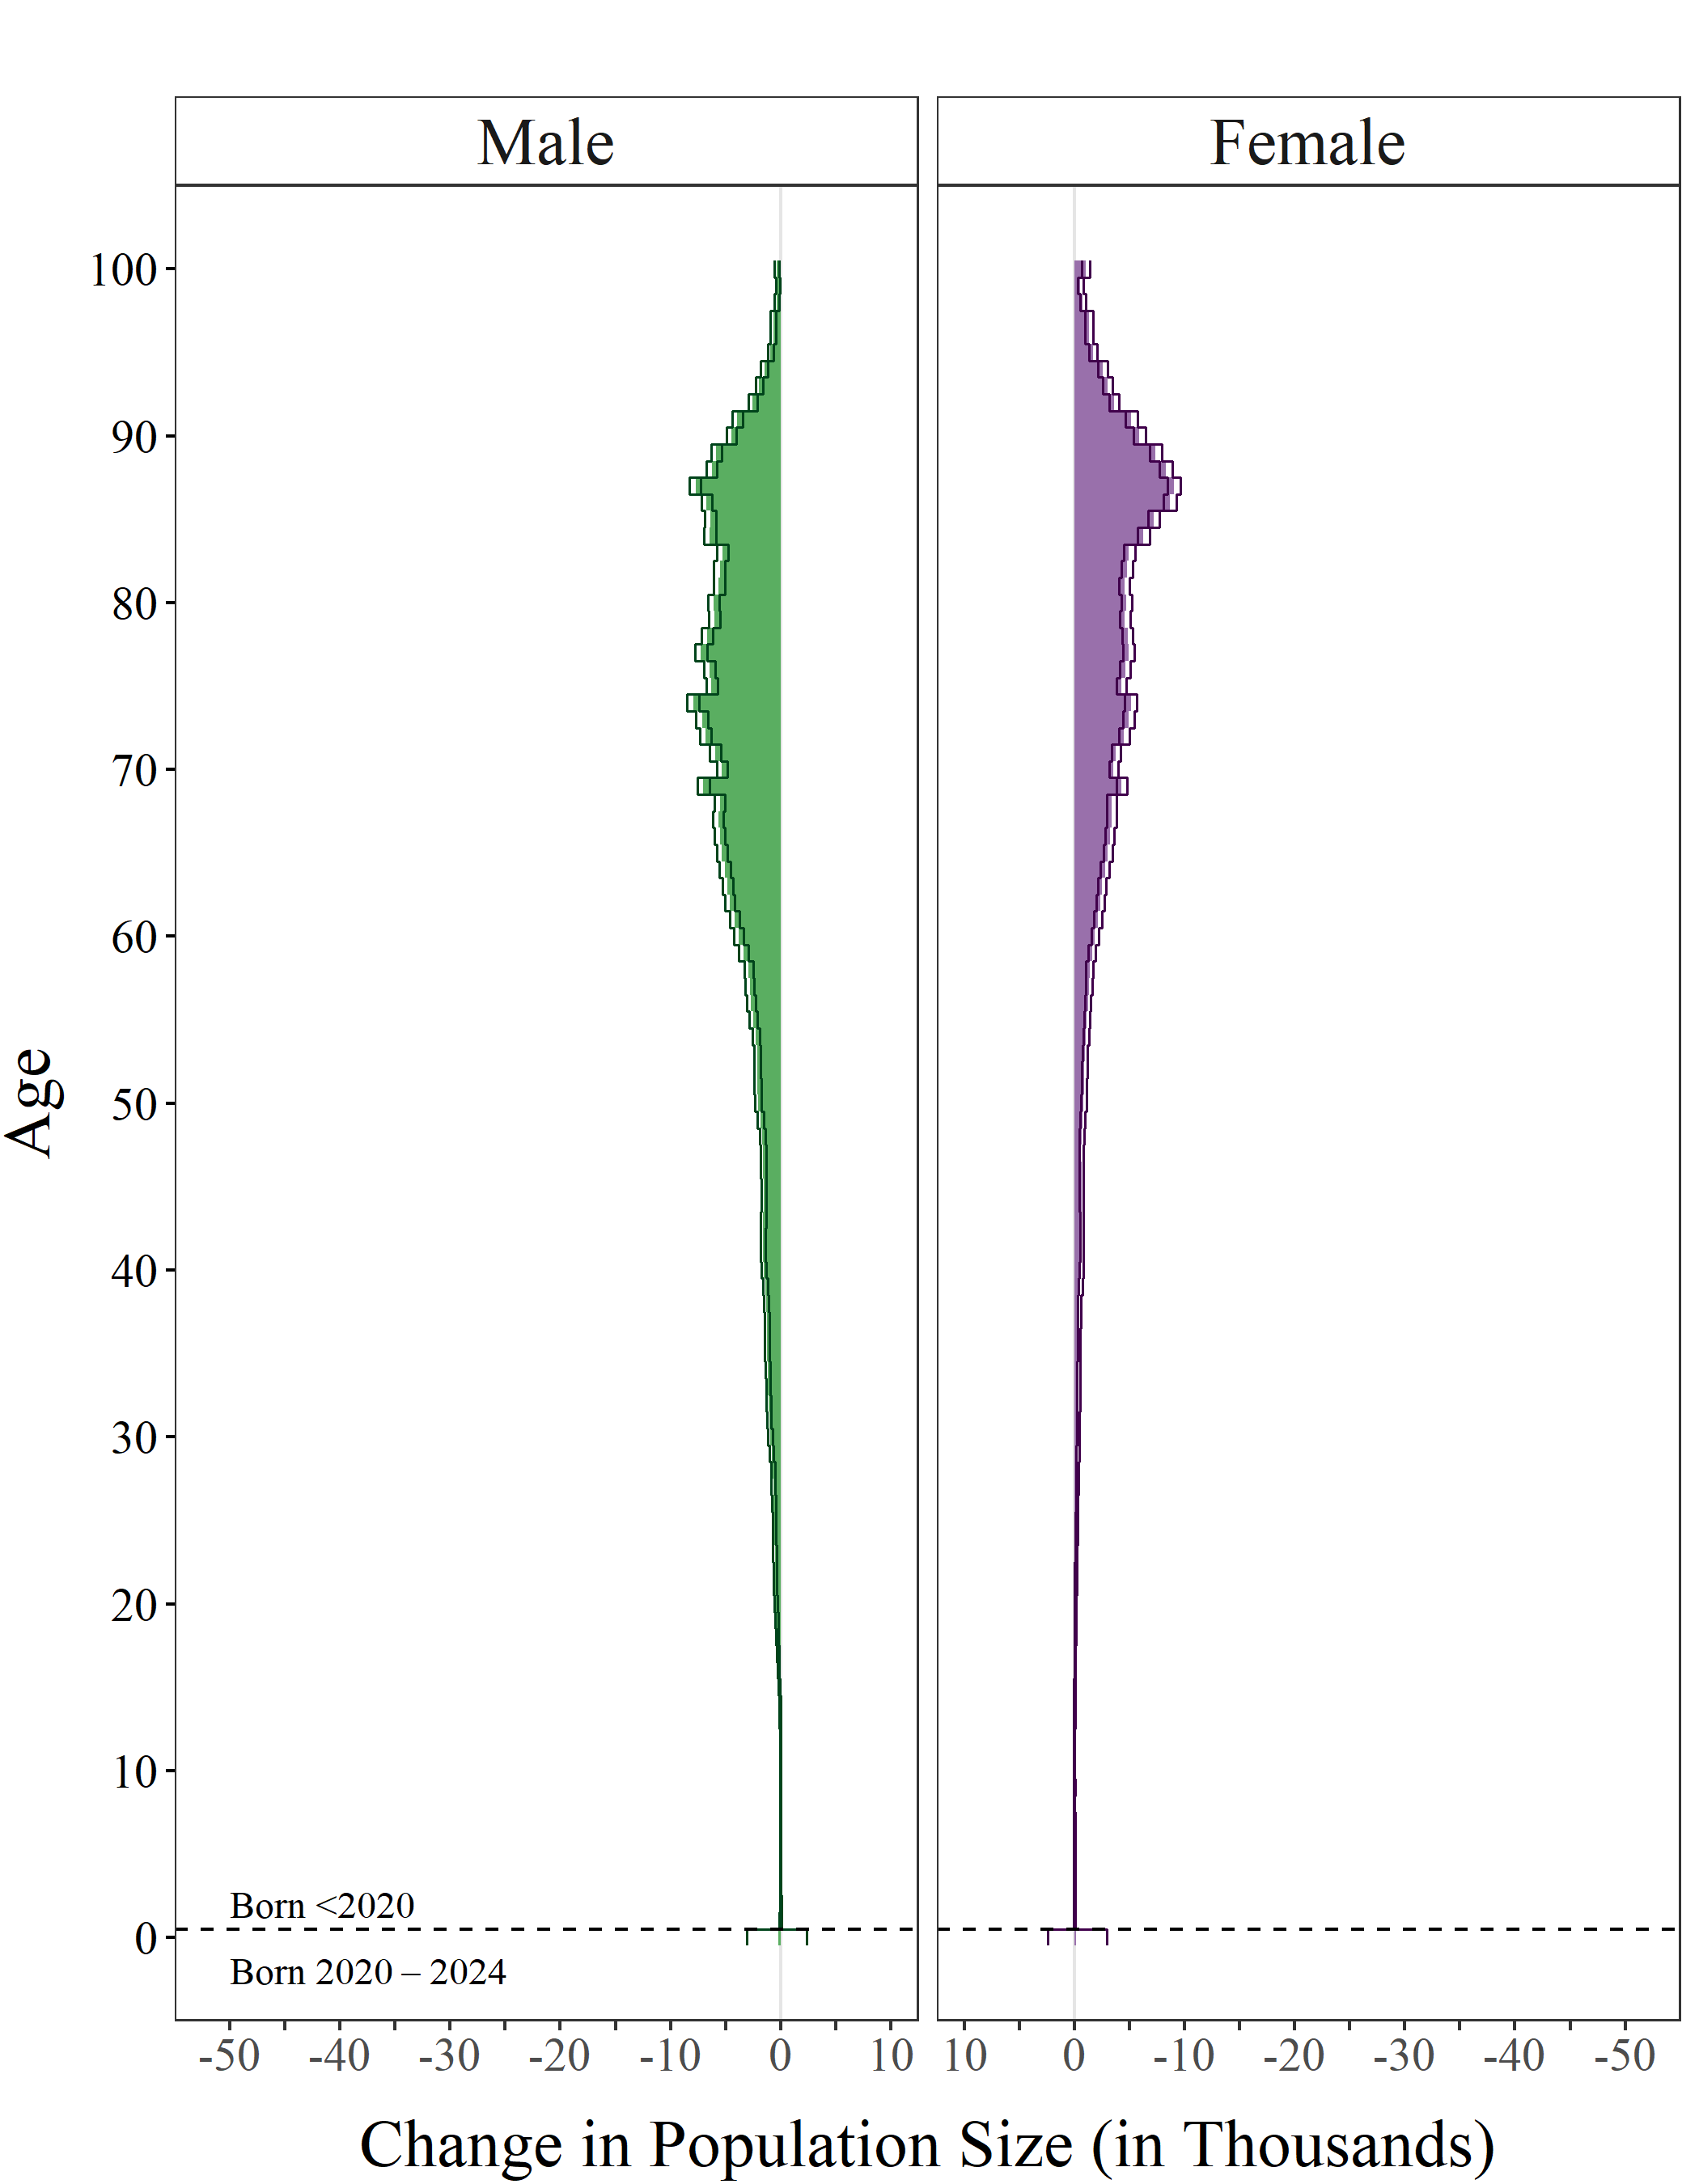 Male Female
100
90
80
70
60
50
40
30
20
10
0
Age
Born <2020
Born 2020 – 2024
-50 -40 -30 -20 -10 0 10 10 0 -10 -20 -30 -40 -50
Change in Population Size (in Thousands)